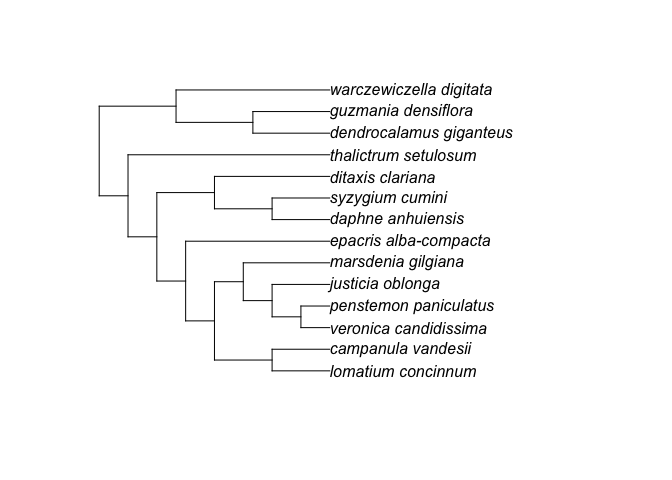 warczewiczella digitata
guzmania densiflora
dendrocalamus giganteus
thalictrum setulosum
ditaxis clariana
syzygium cumini
daphne anhuiensis
epacris alba-compacta
marsdenia gilgiana
justicia oblonga
penstemon paniculatus
veronica candidissima
campanula vandesii
lomatium concinnum